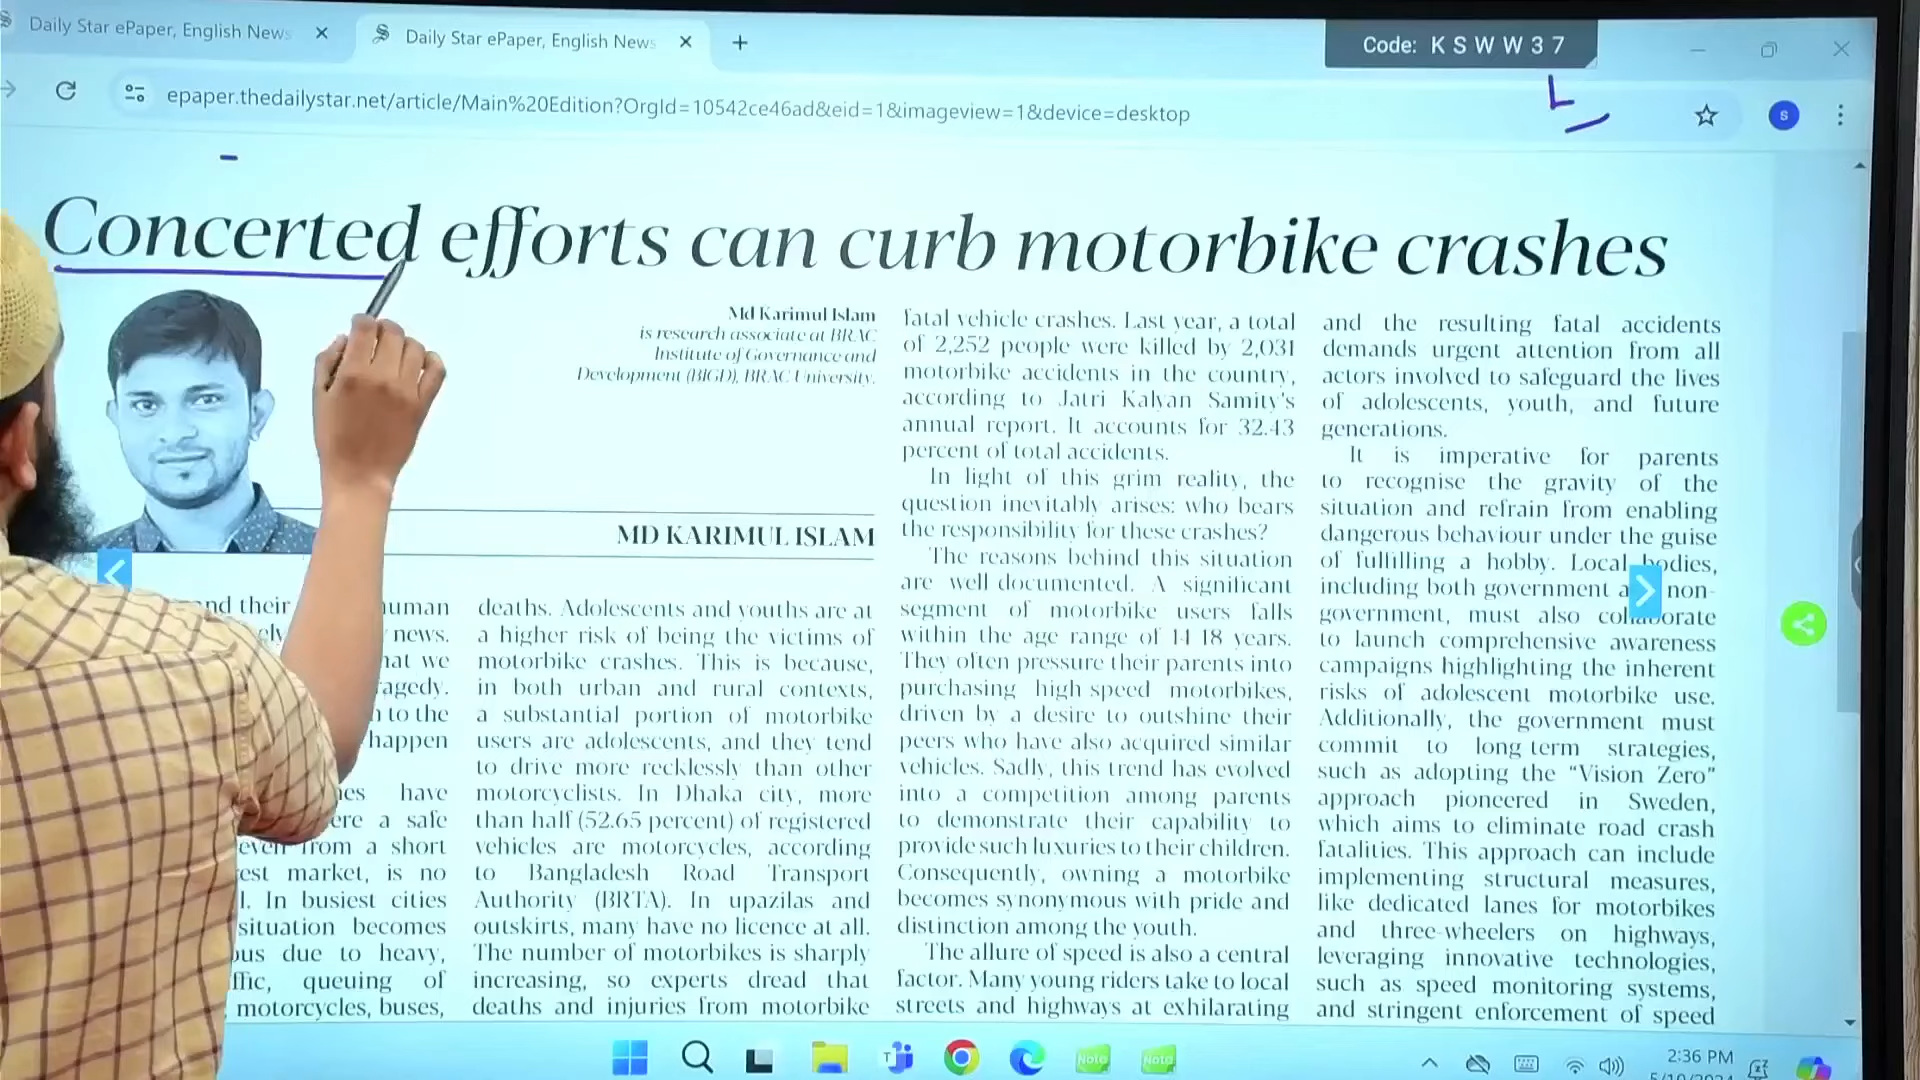 Daily Star ePaper, English News
Daily Star ePaper, English News
Code: K S W W 3 7
epaper.thedailystar.net/article/Main%20Edition?OrgId=10542ce46ad&eid=1&imageview=1&device=desktop
S
Concerted efforts can curb motorbike crashes
Md Karimul Islam
is research associate at BRAC
Institute of Governance and
Development (BIGD), BRAC University.
MD KARIMUL ISLAM
nd their
news.
hat we
to the
happen
have
ere a safe
even from a short
market, is no
In busiest cities
situation becomes
due to heavy,
queuing of
motorcycles, buses,
deaths. Adolescents and youths are at
a higher risk of being the victims of
motorbike crashes. This is because,
in both urban and rural contexts,
a substantial portion of motorbike
users are adolescents, and they tend
to drive more recklessly than other
motorcyclists. In Dhaka city, more
than half (52.65 percent) of registered
vehicles are motorcycles, according
to Bangladesh Road Transport
Authority (BRTA). In upazilas and
outskirts, many have no licence at all.
The number of motorbikes is sharply
increasing, so experts dread that
deaths and injuries from motorbike
fatal vehicle crashes. Last year, a total
of 2,252 people were killed by 2,031
motorbike accidents in the country,
according to Jatri Kalyan Samity's
annual report. It accounts for 32.43
percent of total accidents.
In light of this grim reality, the
question inevitably arises: who bears
the responsibility for these crashes?
The reasons behind this situation
are well documented. A significant
segment of motorbike users falls
within the age range of 14-18 years.
They often pressure their parents into
purchasing high-speed motorbikes,
driven by a desire to outshine their
peers who have also acquired similar
vehicles. Sadly, this trend has evolved
into a competition among parents
to demonstrate their capability to
provide such luxuries to their children.
Consequently, owning a motorbike
becomes synonymous with pride and
distinction among the youth.
The allure of speed is also a central
factor. Many young riders take to local
streets and highways at exhilarating
and the resulting fatal accidents
demands urgent attention from all
actors involved to safeguard the lives
of adolescents, youth, and future
generations.
It is imperative for parents
to recognise the gravity of the
situation and refrain from enabling
dangerous behaviour under the guise
of fulfilling a hobby. Local bodies,
including both government a non-
government, must also collaborate
to launch comprehensive awareness
campaigns highlighting the inherent
risks of adolescent motorbike use.
Additionally, the government must
commit to long-term strategies,
such as adopting the “Vision Zero”
approach pioneered in Sweden,
which aims to eliminate road crash
fatalities. This approach can include
implementing structural measures,
like dedicated lanes for motorbikes
and three-wheelers on highways,
leveraging innovative technologies,
such as speed monitoring systems,
and stringent enforcement of speed
Note
Note
2:36 PM